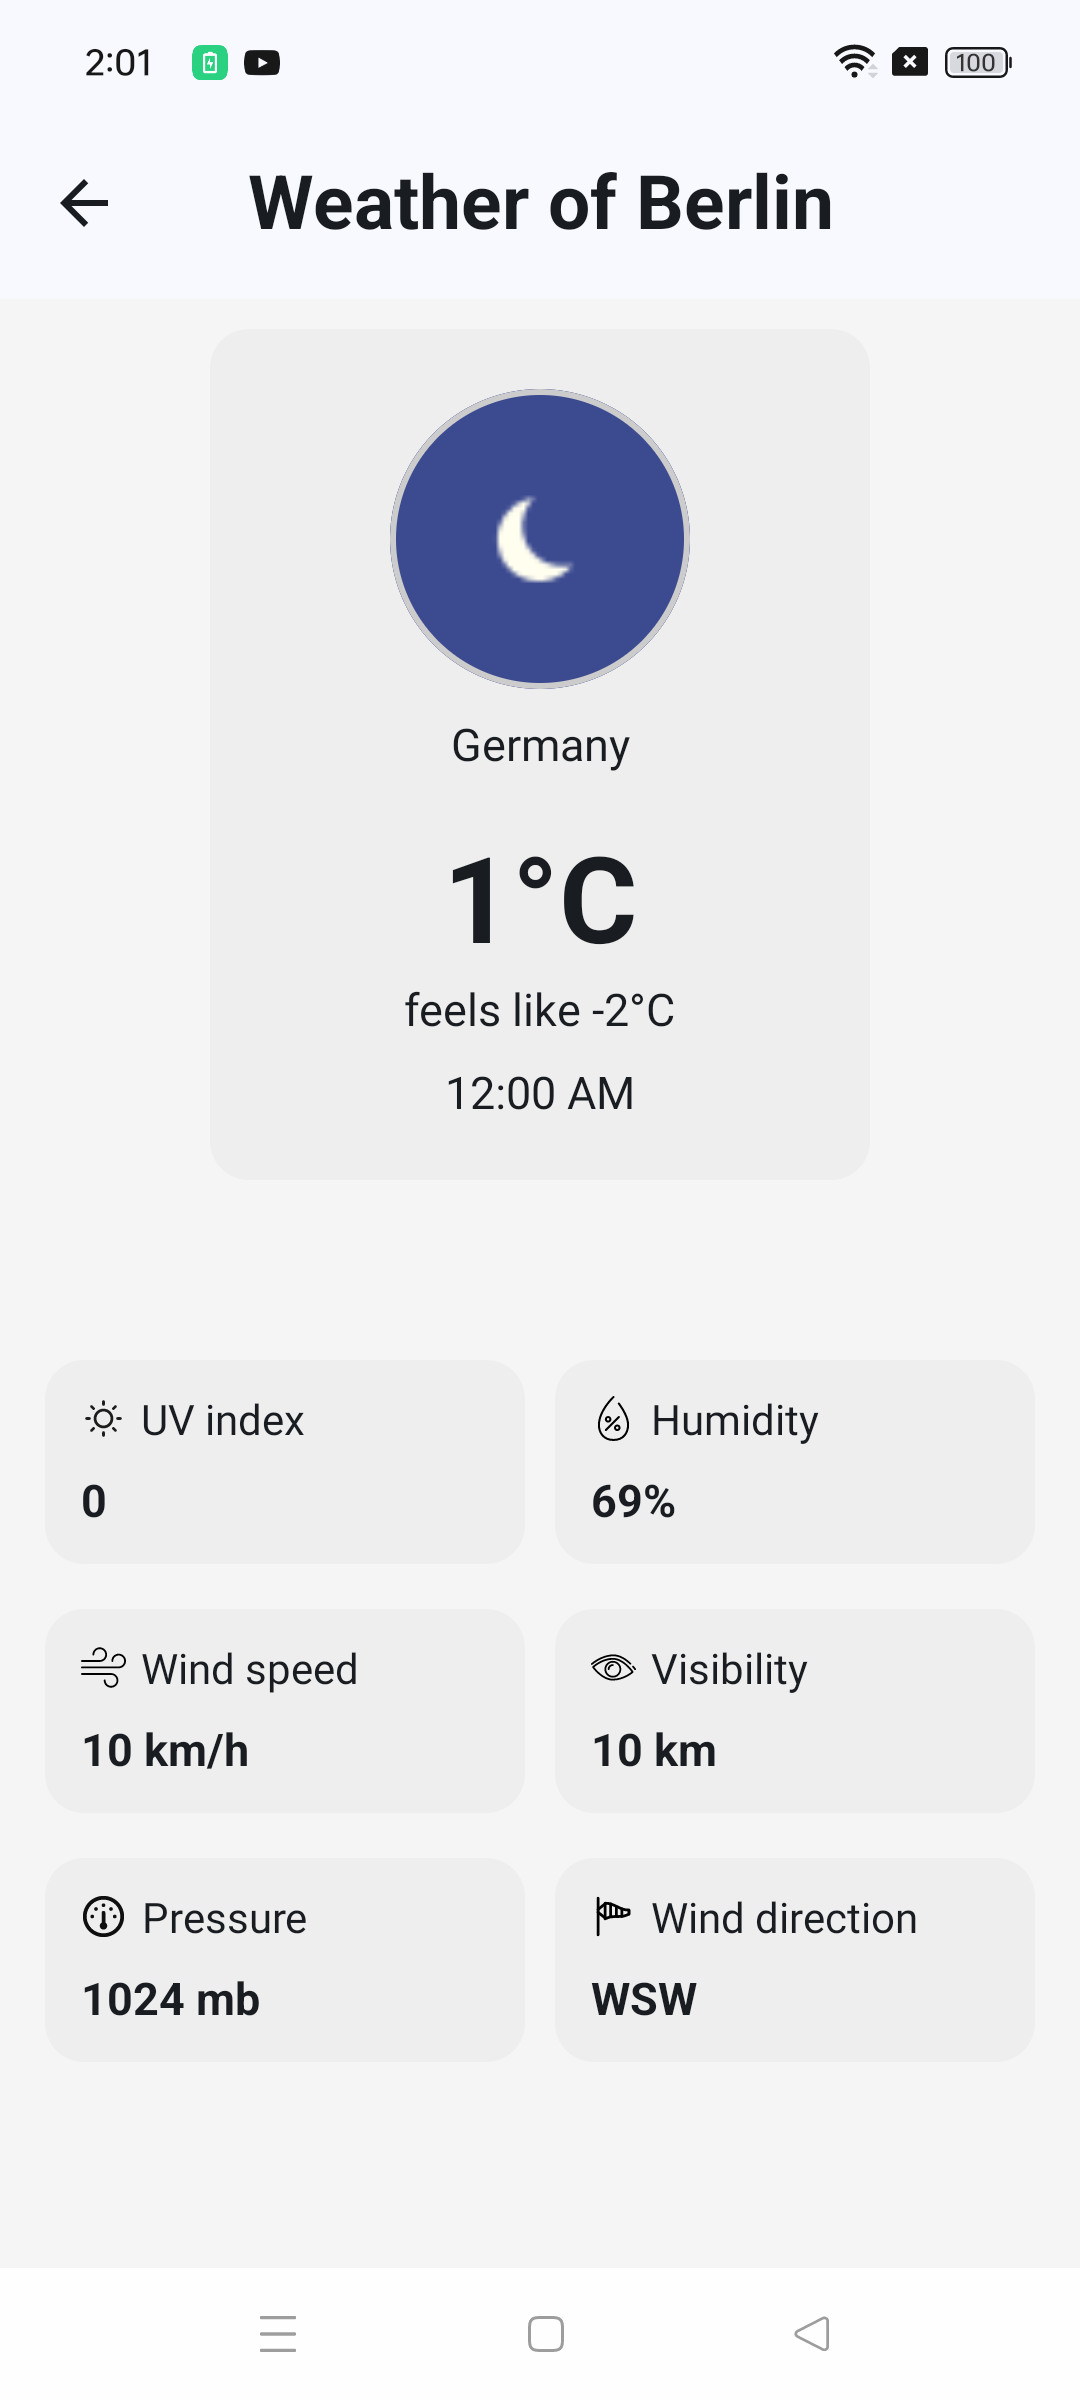 2:01
100
Weather of Berlin
Germany
1°C
feels like -2°C
12:00 AM
UV index
0
Humidity
69%
Wind speed
10 km/h
Visibility
10 km
Pressure
1024 mb
Wind direction
WSW